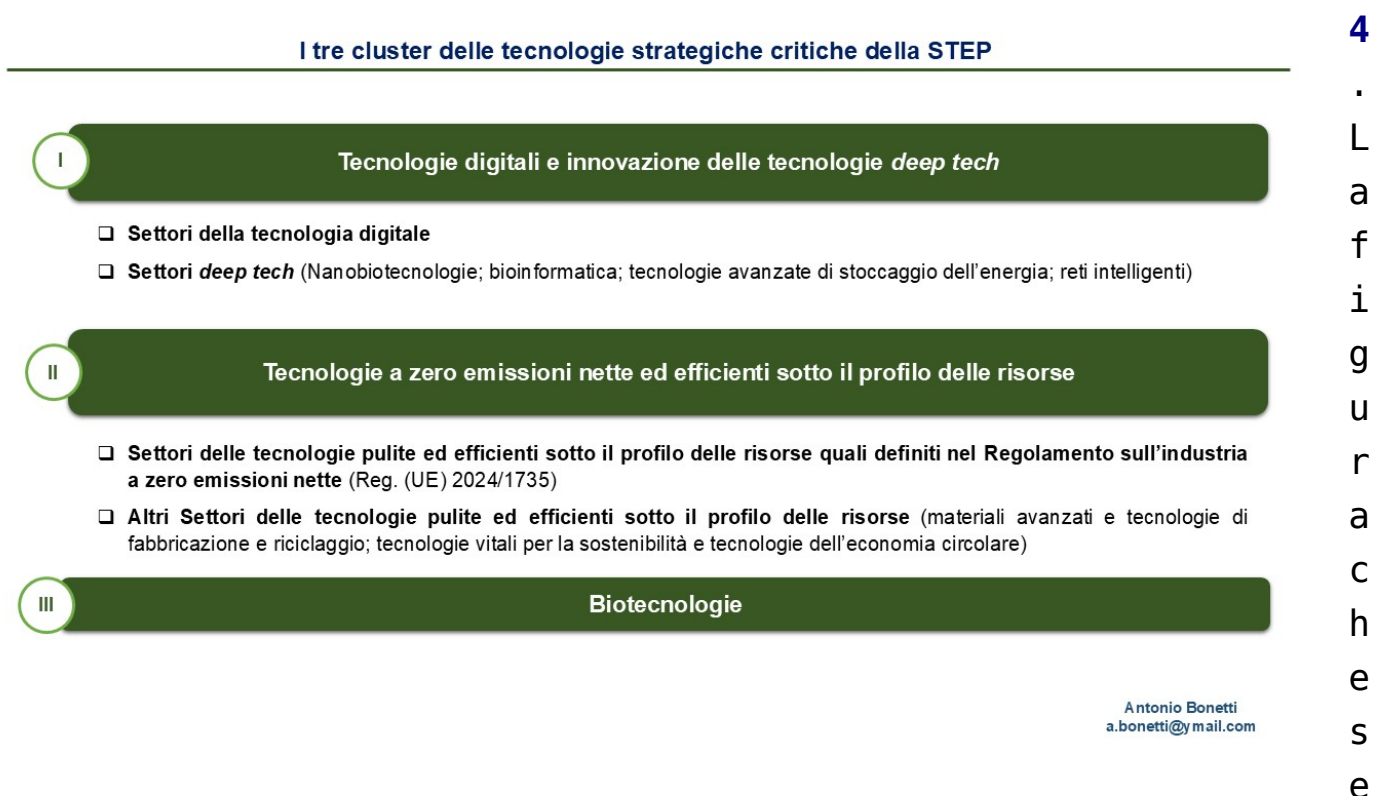 I tre cluster delle tecnologie strategiche critiche della STEP
I
Tecnologie digitali e innovazione delle tecnologie deep tech
❑ Settori della tecnologia digitale
❑ Settori deep tech (Nanobiotecnologie; bioinformatica; tecnologie avanzate di stoccaggio dell'energia; reti intelligenti)
II
Tecnologie a zero emissioni nette ed efficienti sotto il profilo delle risorse
❑ Settori delle tecnologie pulite ed efficienti sotto il profilo delle risorse quali definiti nel Regolamento sull'industria
a zero emissioni nette (Reg. (UE) 2024/1735)
❑ Altri Settori delle tecnologie pulite ed efficienti sotto il profilo delle risorse (materiali avanzati e tecnologie di
fabbricazione e riciclaggio; tecnologie vitali per la sostenibilità e tecnologie dell'economia circolare)
III
Biotecnologie
Antonio Bonetti
a.bonetti@ymail.com
4
.
L
a
f
i
g
u
r
a
c
h
e
s
e